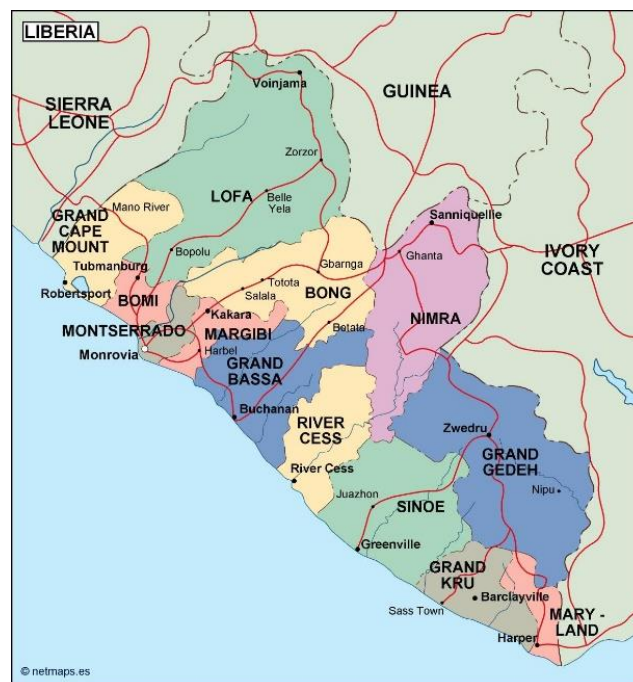 LIBERIA
SIERRA
LEONE
GUINEA
Voinjama
Zorzor
LOFA
Belle
Yela
Mano River
GRAND
CAPE
MOUNT
Sanniquelle
IVORY
COAST
Bopolu
Tubmanburg
Gbarnga
Ghanta
Robertsport
BOMI
Totota
Salala
BONG
NIMRA
Kakara
MONTSERRADO
MARGIBI
Botala
Monrovia
Harbel
GRAND
BASSA
Buchanan
RIVER
CESS
Zwedru
GRAND
GEDEH
River Cess
Juazhon
SINOE
Nipu
Greenville
GRAND
KRU
Barclayville
Sass Town
MARY -
LAND
Harper
© netmaps.es